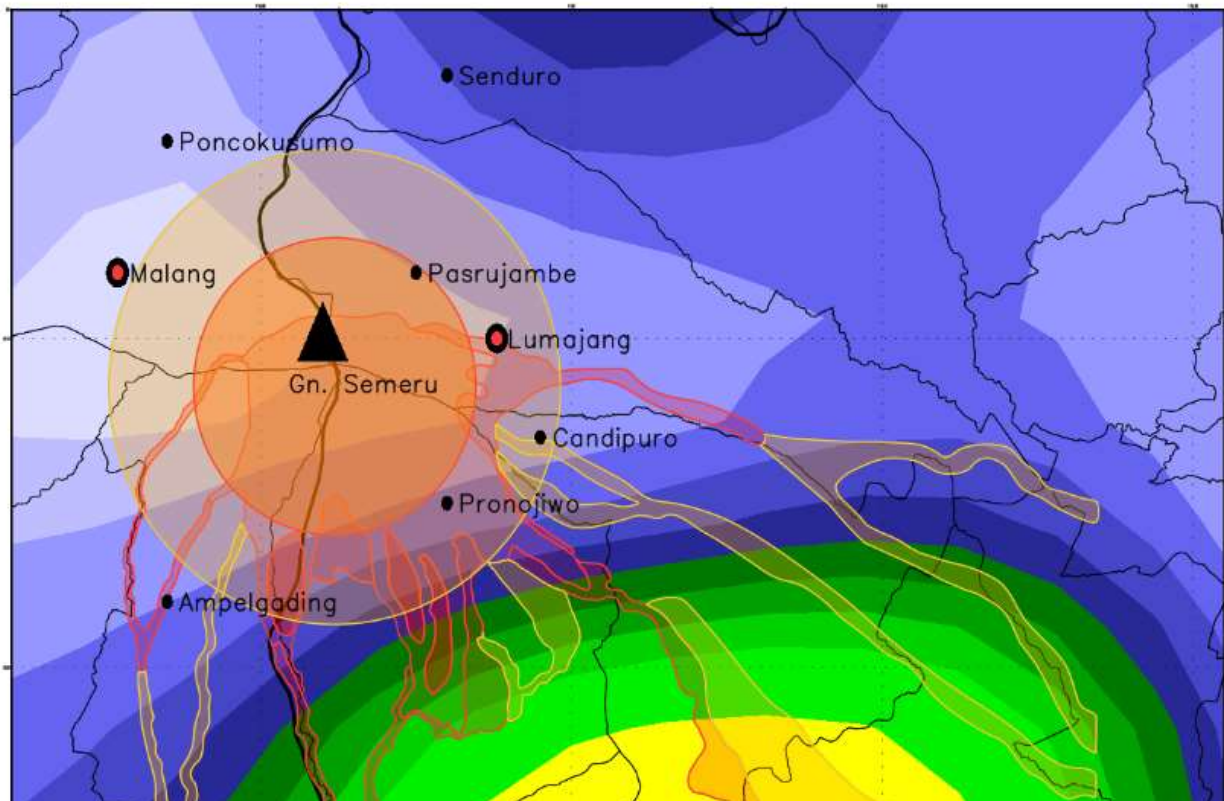 Senduro
Poncokusumo
Malang
Pasrujambe
Lumajang
Gn. Semeru
Candipuro
Pronojiwo
Ampelgading